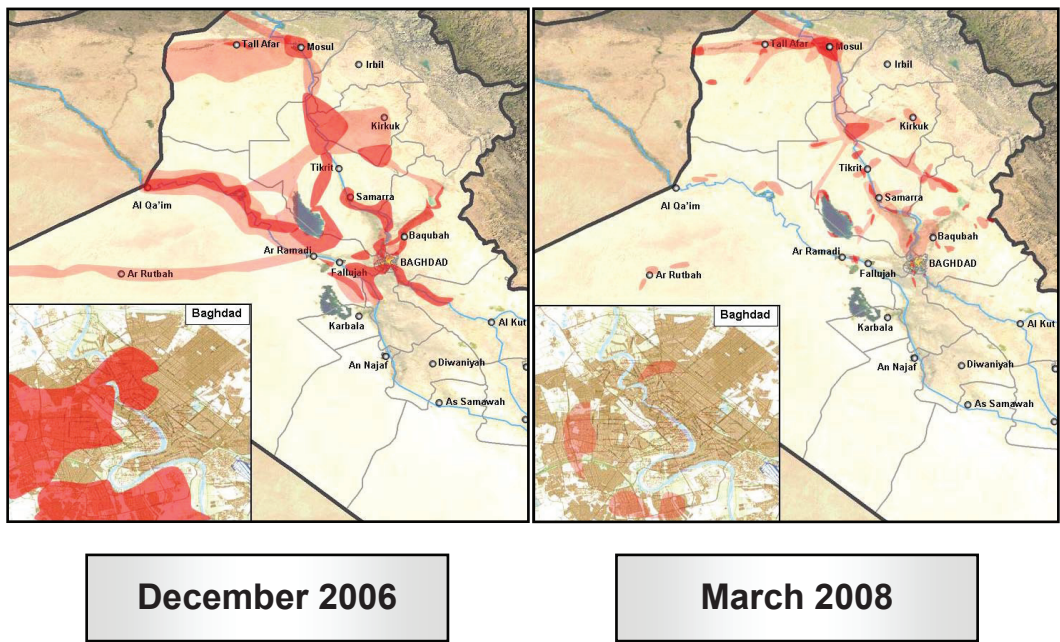 Tall Afar
Mosul
Irbil
Kirkuk
Tikrit
Samarra
Al Qa'im
Baqubah
Ar Ramadi
Fallujah
BAGHDAD
Ar Rutbah
Karbala
Al Kut
An Najaf
Diwaniyah
As Samawah
Baghdad
Tall Afar
Mosul
Irbil
Kirkuk
Tikrit
Samarra
Al Qa'im
Baqubah
Ar Ramadi
Fallujah
BAGHDAD
Ar Rutbah
Karbala
Al Kut
An Najaf
Diwaniyah
As Samawah
Baghdad
December 2006
March 2008